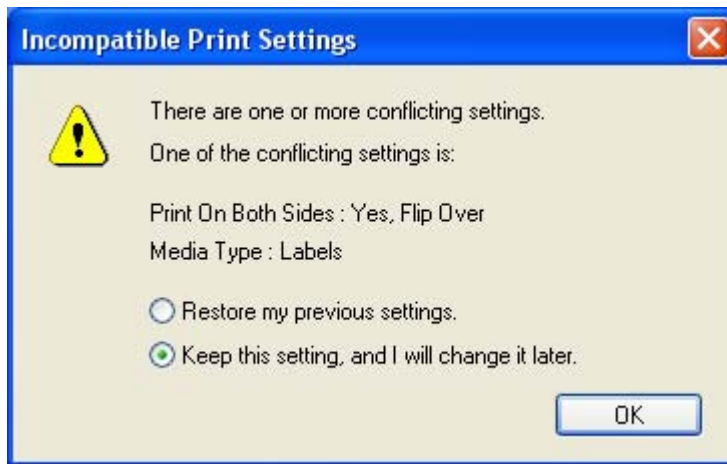 Incompatible Print Settings
There are one or more conflicting settings.
One of the conflicting settings is:
Print On Both Sides : Yes, Flip Over
Media Type : Labels
Restore my previous settings.
Keep this setting, and I will change it later.
OK